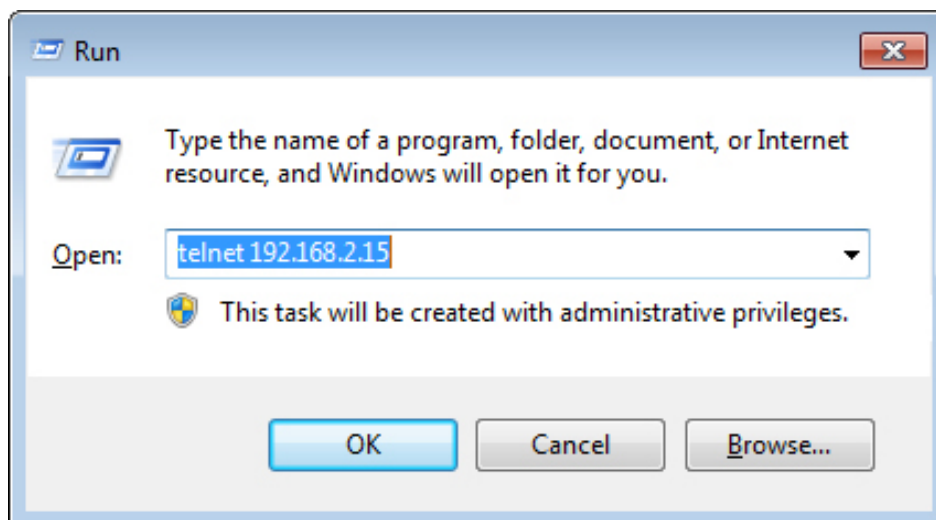 Run
Type the name of a program, folder, document, or Internet
resource, and Windows will open it for you.
Open: telnet 192.168.2.15
This task will be created with administrative privileges.
OK Cancel Browse...